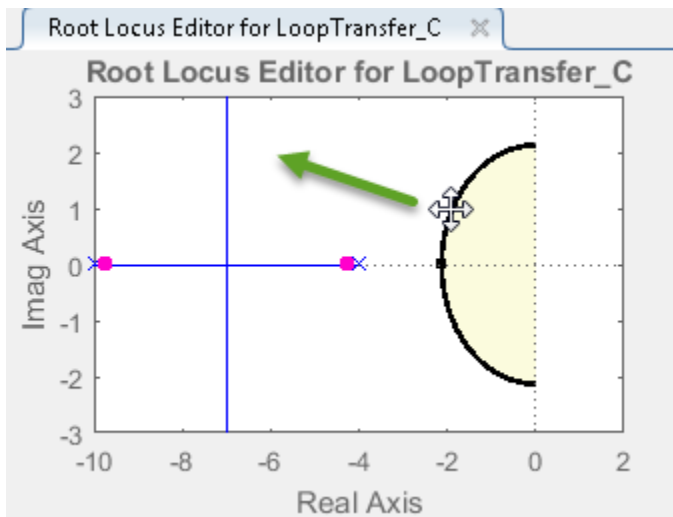 Root Locus Editor for LoopTransfer_C
Root Locus Editor for LoopTransfer_C
3
2
1
0
-1
-2
-3
Imag Axis
-10 -8 -6 -4 -2 0 2
Real Axis